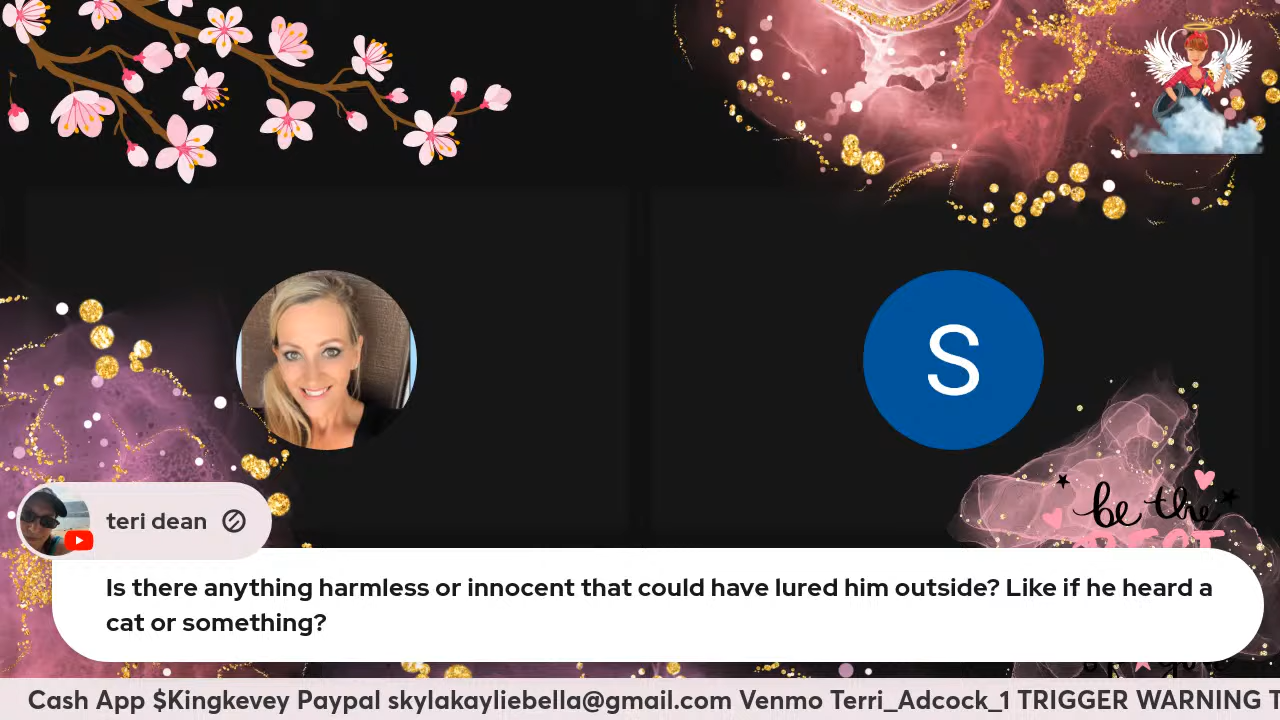 S
be the
teri dean
Is there anything harmless or innocent that could have lured him outside? Like if he heard a
cat or something?
Cash App $Kingkevey Paypal skylakayliebella@gmail.com Venmo Terri_Adcock_1 TRIGGER WARNING T